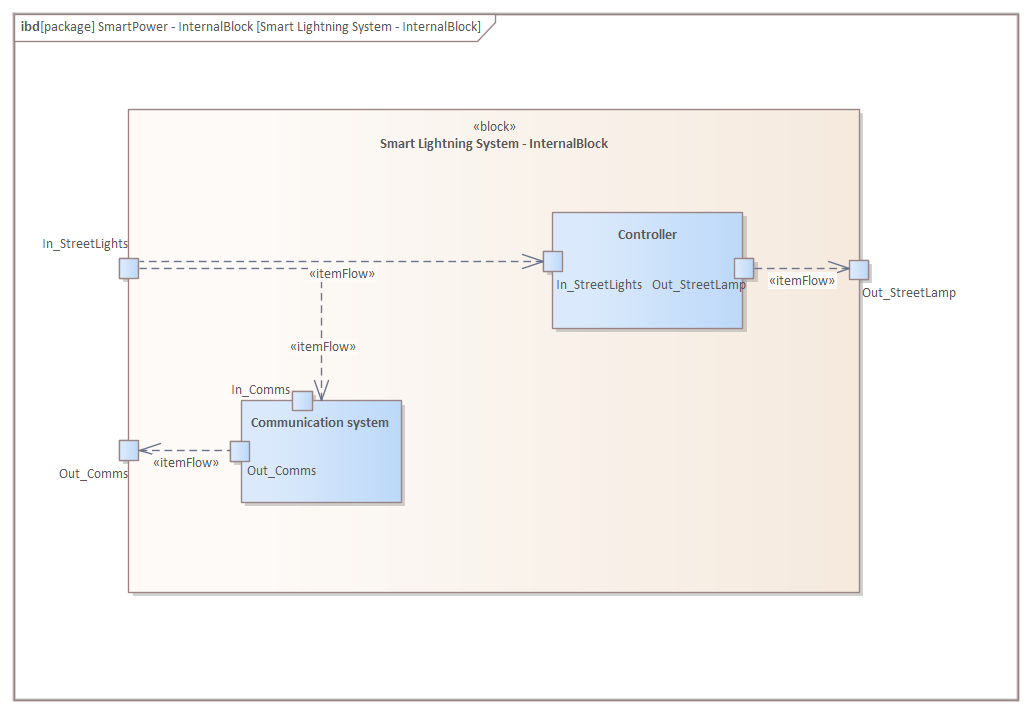 ibd[package] SmartPower - InternalBlock [Smart Lightning System - InternalBlock]
«block»
Smart Lightning System - InternalBlock
Controller
In_StreetLights
«itemFlow»
In_StreetLights
Out_StreetLamp
«itemFlow»
Out_StreetLamp
«itemFlow»
In_Comms
Communication system
«itemFlow»
Out_Comms
Out_Comms